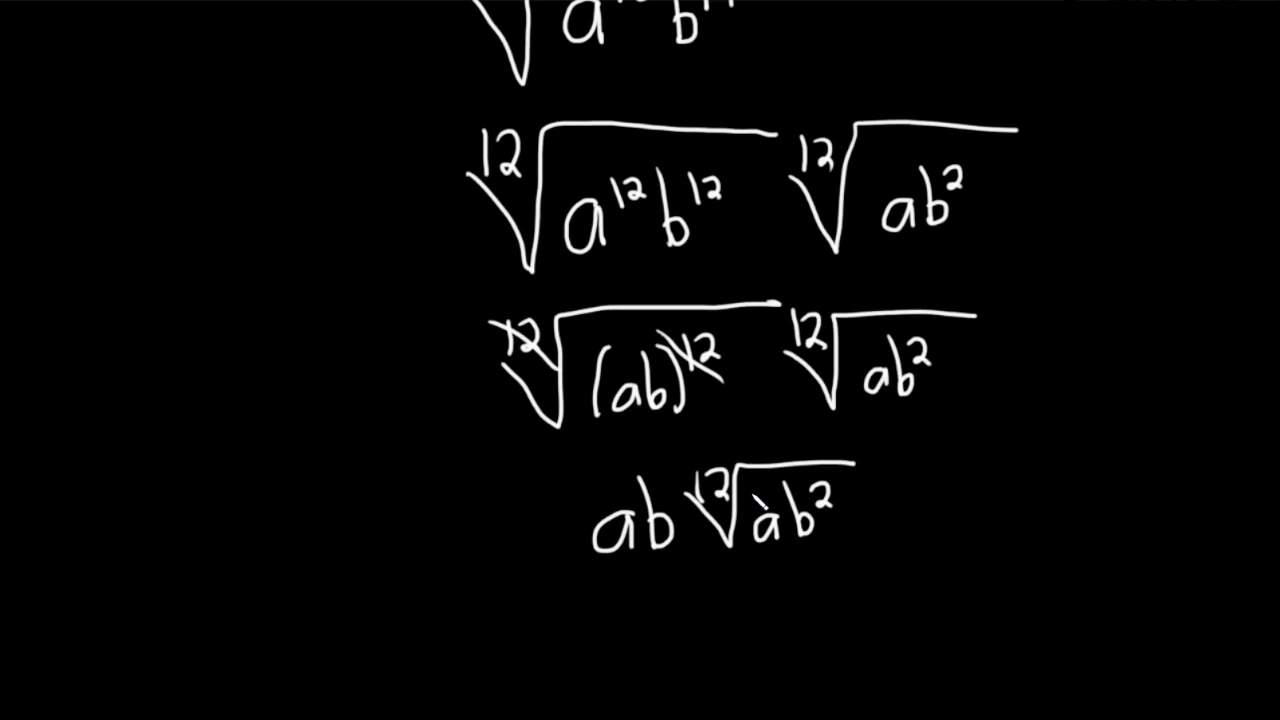 √a b
¹²√(a¹²b¹²) ¹²√(ab²)
¹²√((ab)¹²) ¹²√(ab²)
ab ¹²√(ab²)